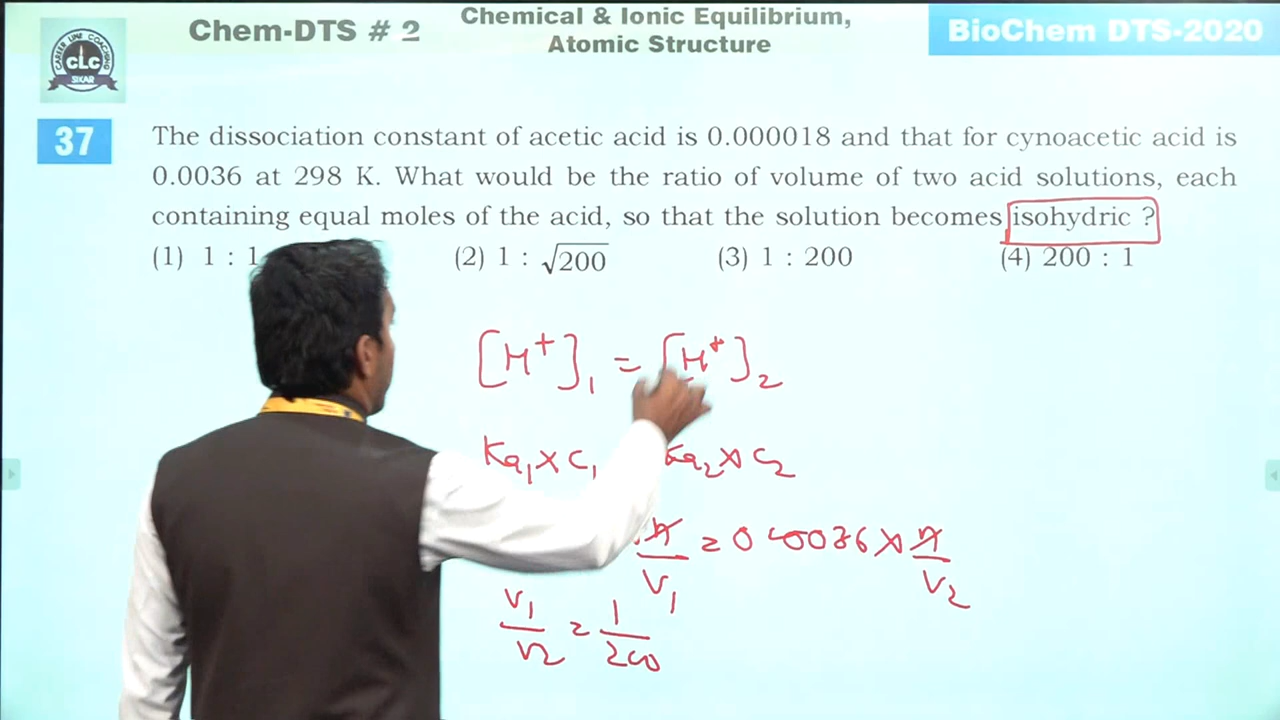 Chem-DTS # 2
Chemical & Ionic Equilibrium,
Atomic Structure
BioChem DTS-2020
CAREER LINE COACHING
CLC
SIKAR
37
The dissociation constant of acetic acid is 0.000018 and that for cynoacetic acid is
0.0036 at 298 K. What would be the ratio of volume of two acid solutions, each
containing equal moles of the acid, so that the solution becomes isohydric ?
(1) 1 : 1
(2) 1 : √200
(3) 1 : 200
(4) 200 : 1
[H⁺]₁ = [H⁺]₂
Ka₁ × C₁ Ka₂ × C₂
n/V₁ = 0.0036 × n/V₂
V₁/V₂ = 1/200